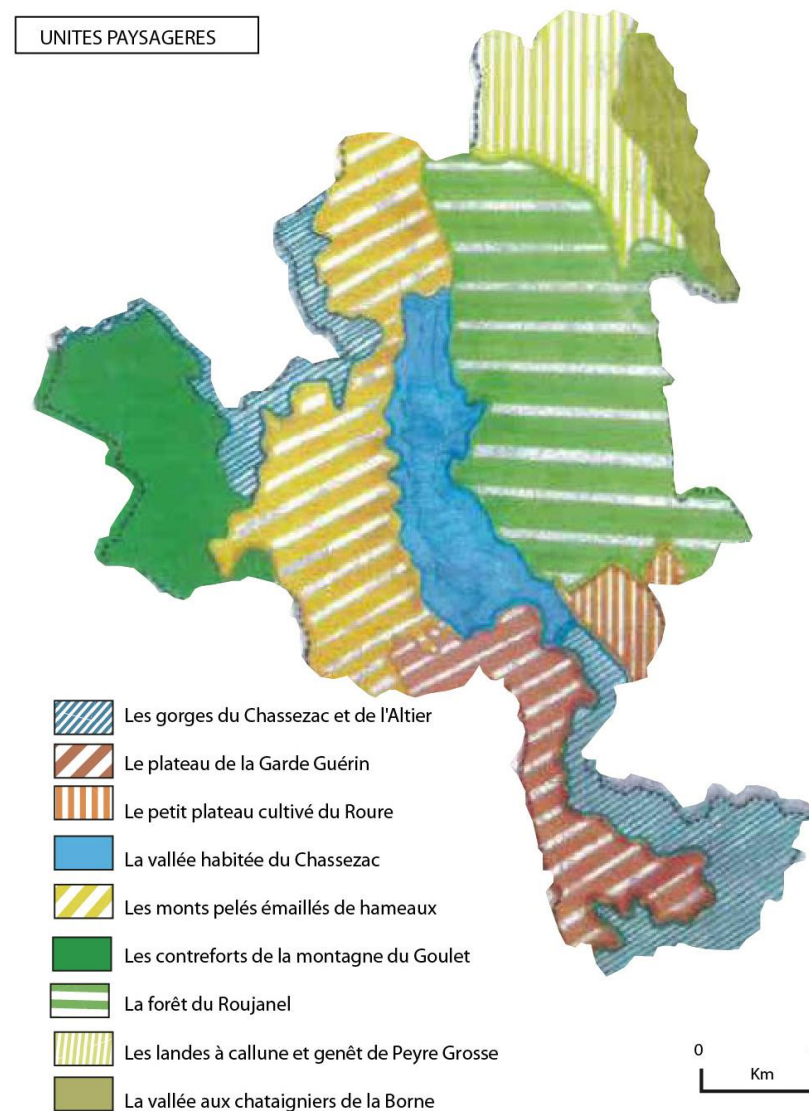 UNITES PAYSAGERES
Les gorges du Chassezac et de l'Altier
Le plateau de la Garde Guérin
Le petit plateau cultivé du Roure
La vallée habitée du Chassezac
Les monts pelés émaillés de hameaux
Les contreforts de la montagne du Goulet
La forêt du Roujanel
Les landes à callune et genêt de Peyre Grosse
La vallée aux chataigniers de la Borne
0
Km